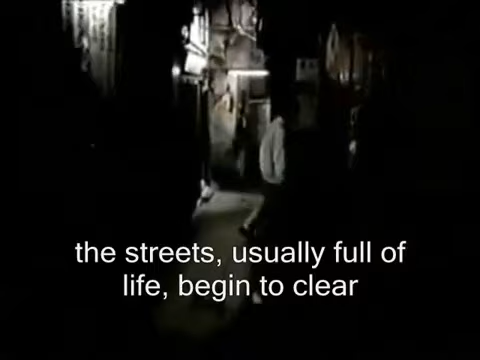 the streets, usually full of
life, begin to clear